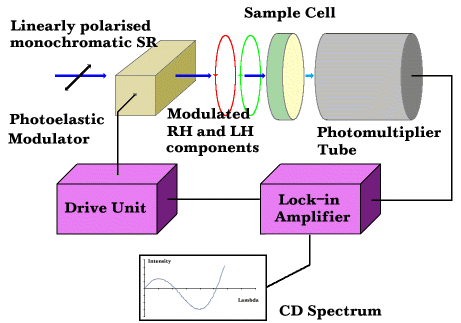 Sample Cell
Linearly polarised
monochromatic SR
Photoelastic
Modulator
Modulated
RH and LH
components
Photomultiplier
Tube
Drive Unit
Lock-in
Amplifier
Intensity
Lambda
CD Spectrum